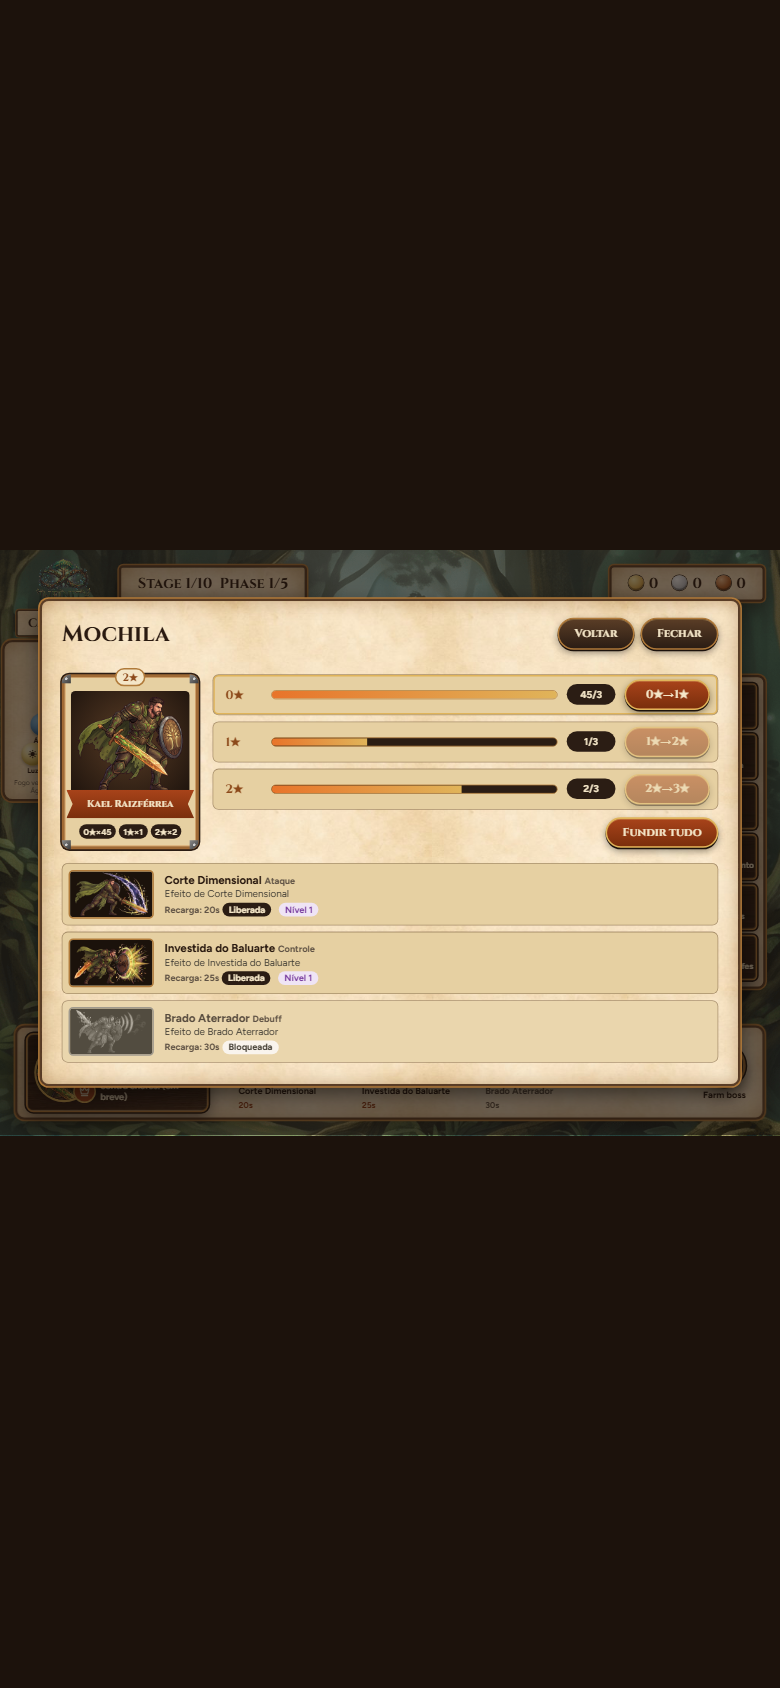 STAGE 1/10 PHASE 1/5
0 0 0
MOCHILA
VOLTAR
FECHAR
2★
KAEL RAIZFÉRREA
0★×45 1★×1 2★×2
0★ 45/3 0★→1★
1★ 1/3 1★→2★
2★ 2/3 2★→3★
FUNDIR TUDO
Corte Dimensional Ataque
Efeito de Corte Dimensional
Recarga: 20s Liberada Nível 1
Investida do Baluarte Controle
Efeito de Investida do Baluarte
Recarga: 25s Liberada Nível 1
Brado Aterrador Debuff
Efeito de Brado Aterrador
Recarga: 30s Bloqueada
breve)
Corte Dimensional
20s
Investida do Baluarte
25s
Brado Aterrador
30s
Farm boss